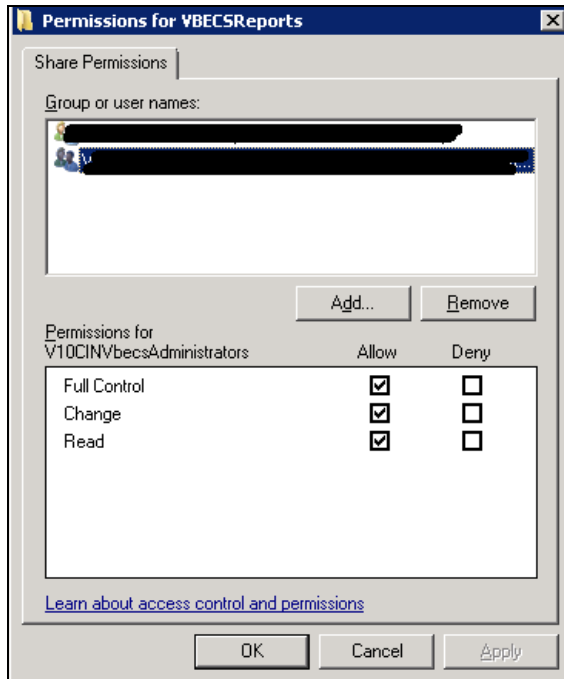 Permissions for VBECSReports
Share Permissions
Group or user names:
Add... Remove
Permissions for
V10CINVbecsAdministrators Allow Deny
Full Control
Change
Read
Learn about access control and permissions
OK Cancel Apply